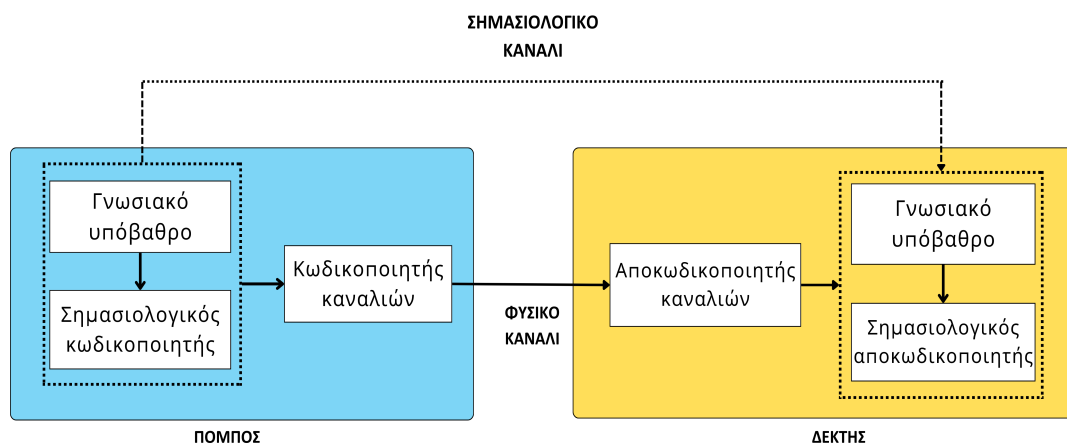 ΣΗΜΑΣΙΟΛΟΓΙΚΟ
ΚΑΝΑΛΙ
Γνωσιακό
υπόβαθρο
Σημασιολογικός
κωδικοποιητής
Κωδικοποιητής
καναλιών
ΦΥΣΙΚΟ
ΚΑΝΑΛΙ
Αποκωδικοποιητής
καναλιών
Γνωσιακό
υπόβαθρο
Σημασιολογικός
αποκωδικοποιητής
ΠΟΜΠΟΣ
ΔΕΚΤΗΣ